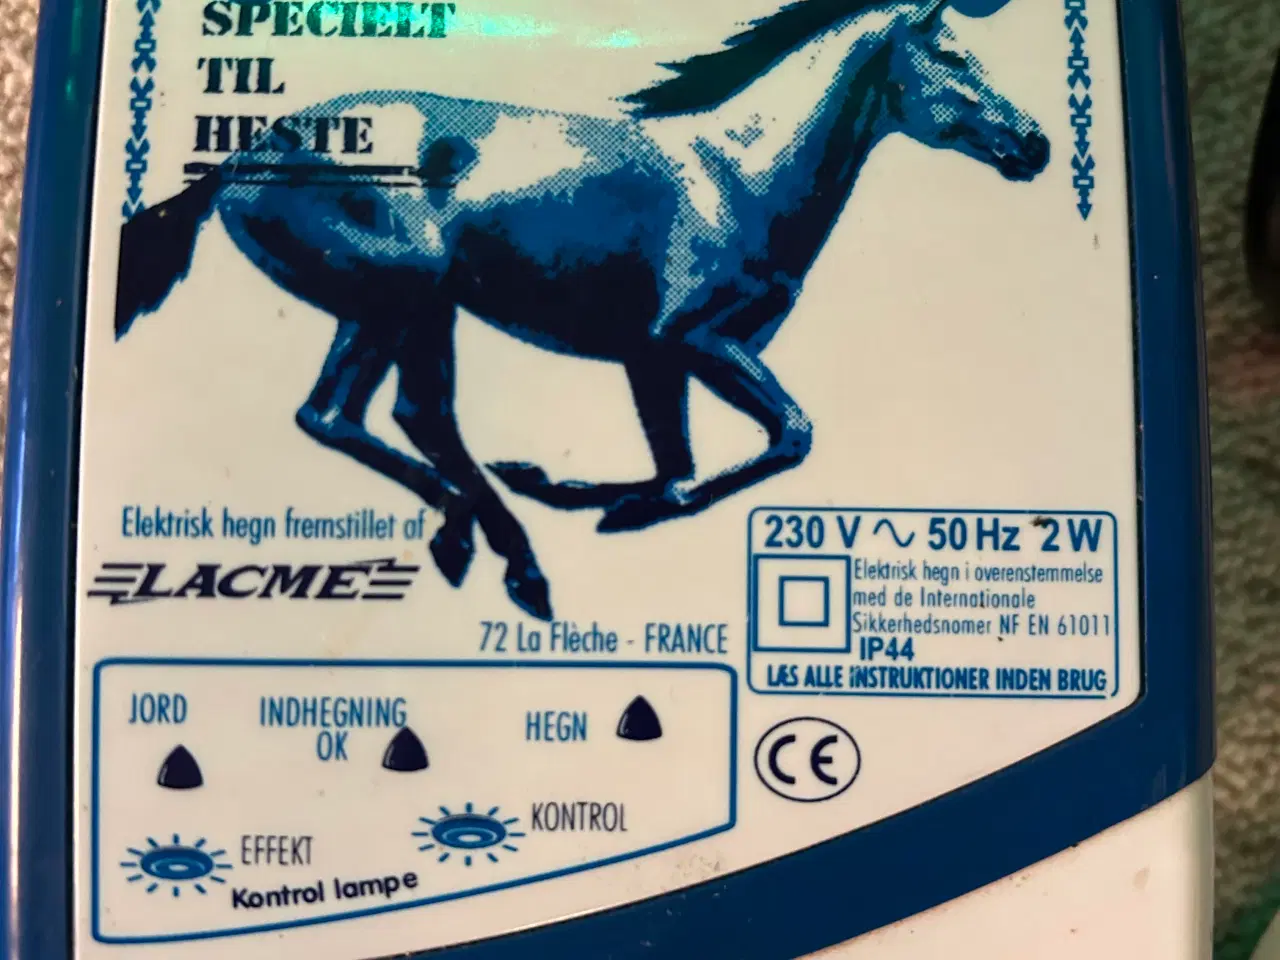 SPECIELT
TIL
HESTE
Elektrisk hegn fremstillet af
LACME
72 La Flèche - FRANCE
230 V ~ 50 Hz 2 W
Elektrisk hegn i overenstemmelse
med de Internationale
Sikkerhedsnomer NF EN 61011
IP44
LÆS ALLE INSTRUKTIONER INDEN BRUG
JORD
INDHEGNING
OK
HEGN
CE
KONTROL
EFFEKT
Kontrol lampe